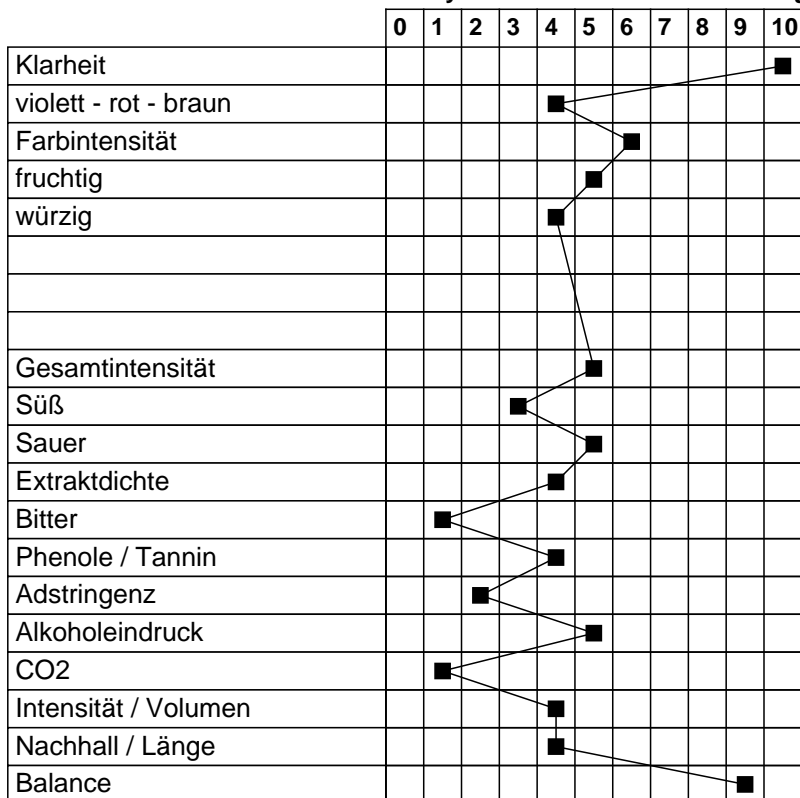 0 1 2 3 4 5 6 7 8 9 10
Klarheit
violett - rot - braun
Farbintensität
fruchtig
würzig
Gesamtintensität
Süß
Sauer
Extraktdichte
Bitter
Phenole / Tannin
Adstringenz
Alkoholeindruck
CO2
Intensität / Volumen
Nachhall / Länge
Balance